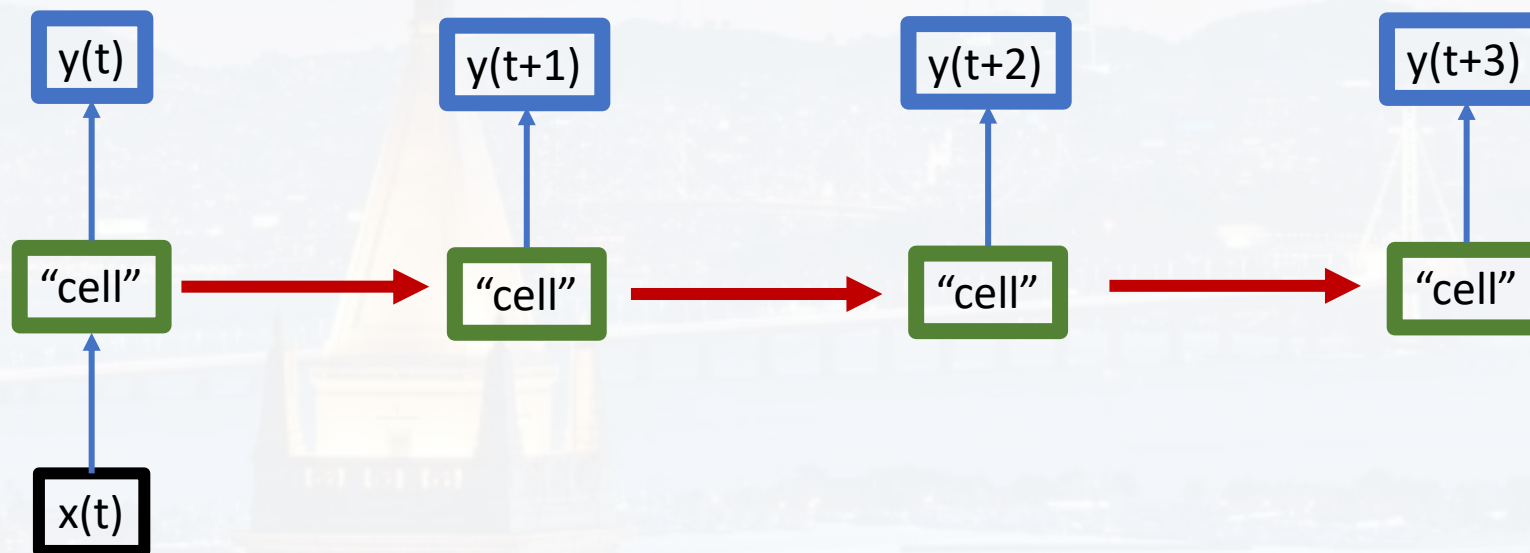 y(t)
y(t+1)
y(t+2)
y(t+3)
“cell”
“cell”
“cell”
“cell”
x(t)